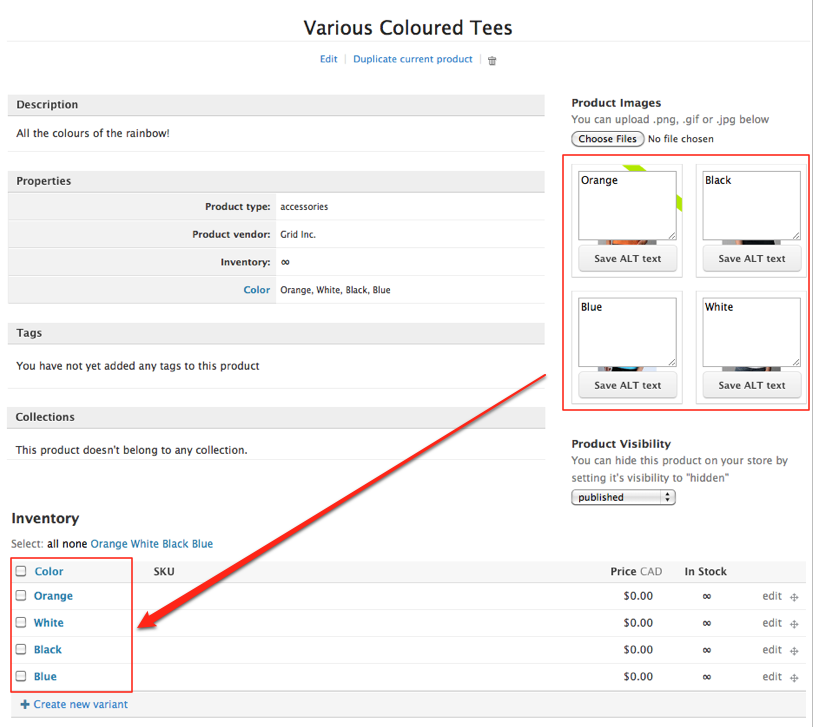 Various Coloured Tees
Edit | Duplicate current product |
Description
All the colours of the rainbow!
Properties
Product type: accessories
Product vendor: Grid Inc.
Inventory: ∞
Color Orange, White, Black, Blue
Tags
You have not yet added any tags to this product
Collections
This product doesn't belong to any collection.
Product Images
You can upload .png, .gif or .jpg below
Choose Files No file chosen
Orange Black
Save ALT text Save ALT text
Blue White
Save ALT text Save ALT text
Product Visibility
You can hide this product on your store by
setting it's visibility to "hidden"
published
Inventory
Select: all none Orange White Black Blue
Color SKU Price CAD In Stock
Orange $0.00 ∞ edit
White $0.00 ∞ edit
Black $0.00 ∞ edit
Blue $0.00 ∞ edit
Create new variant